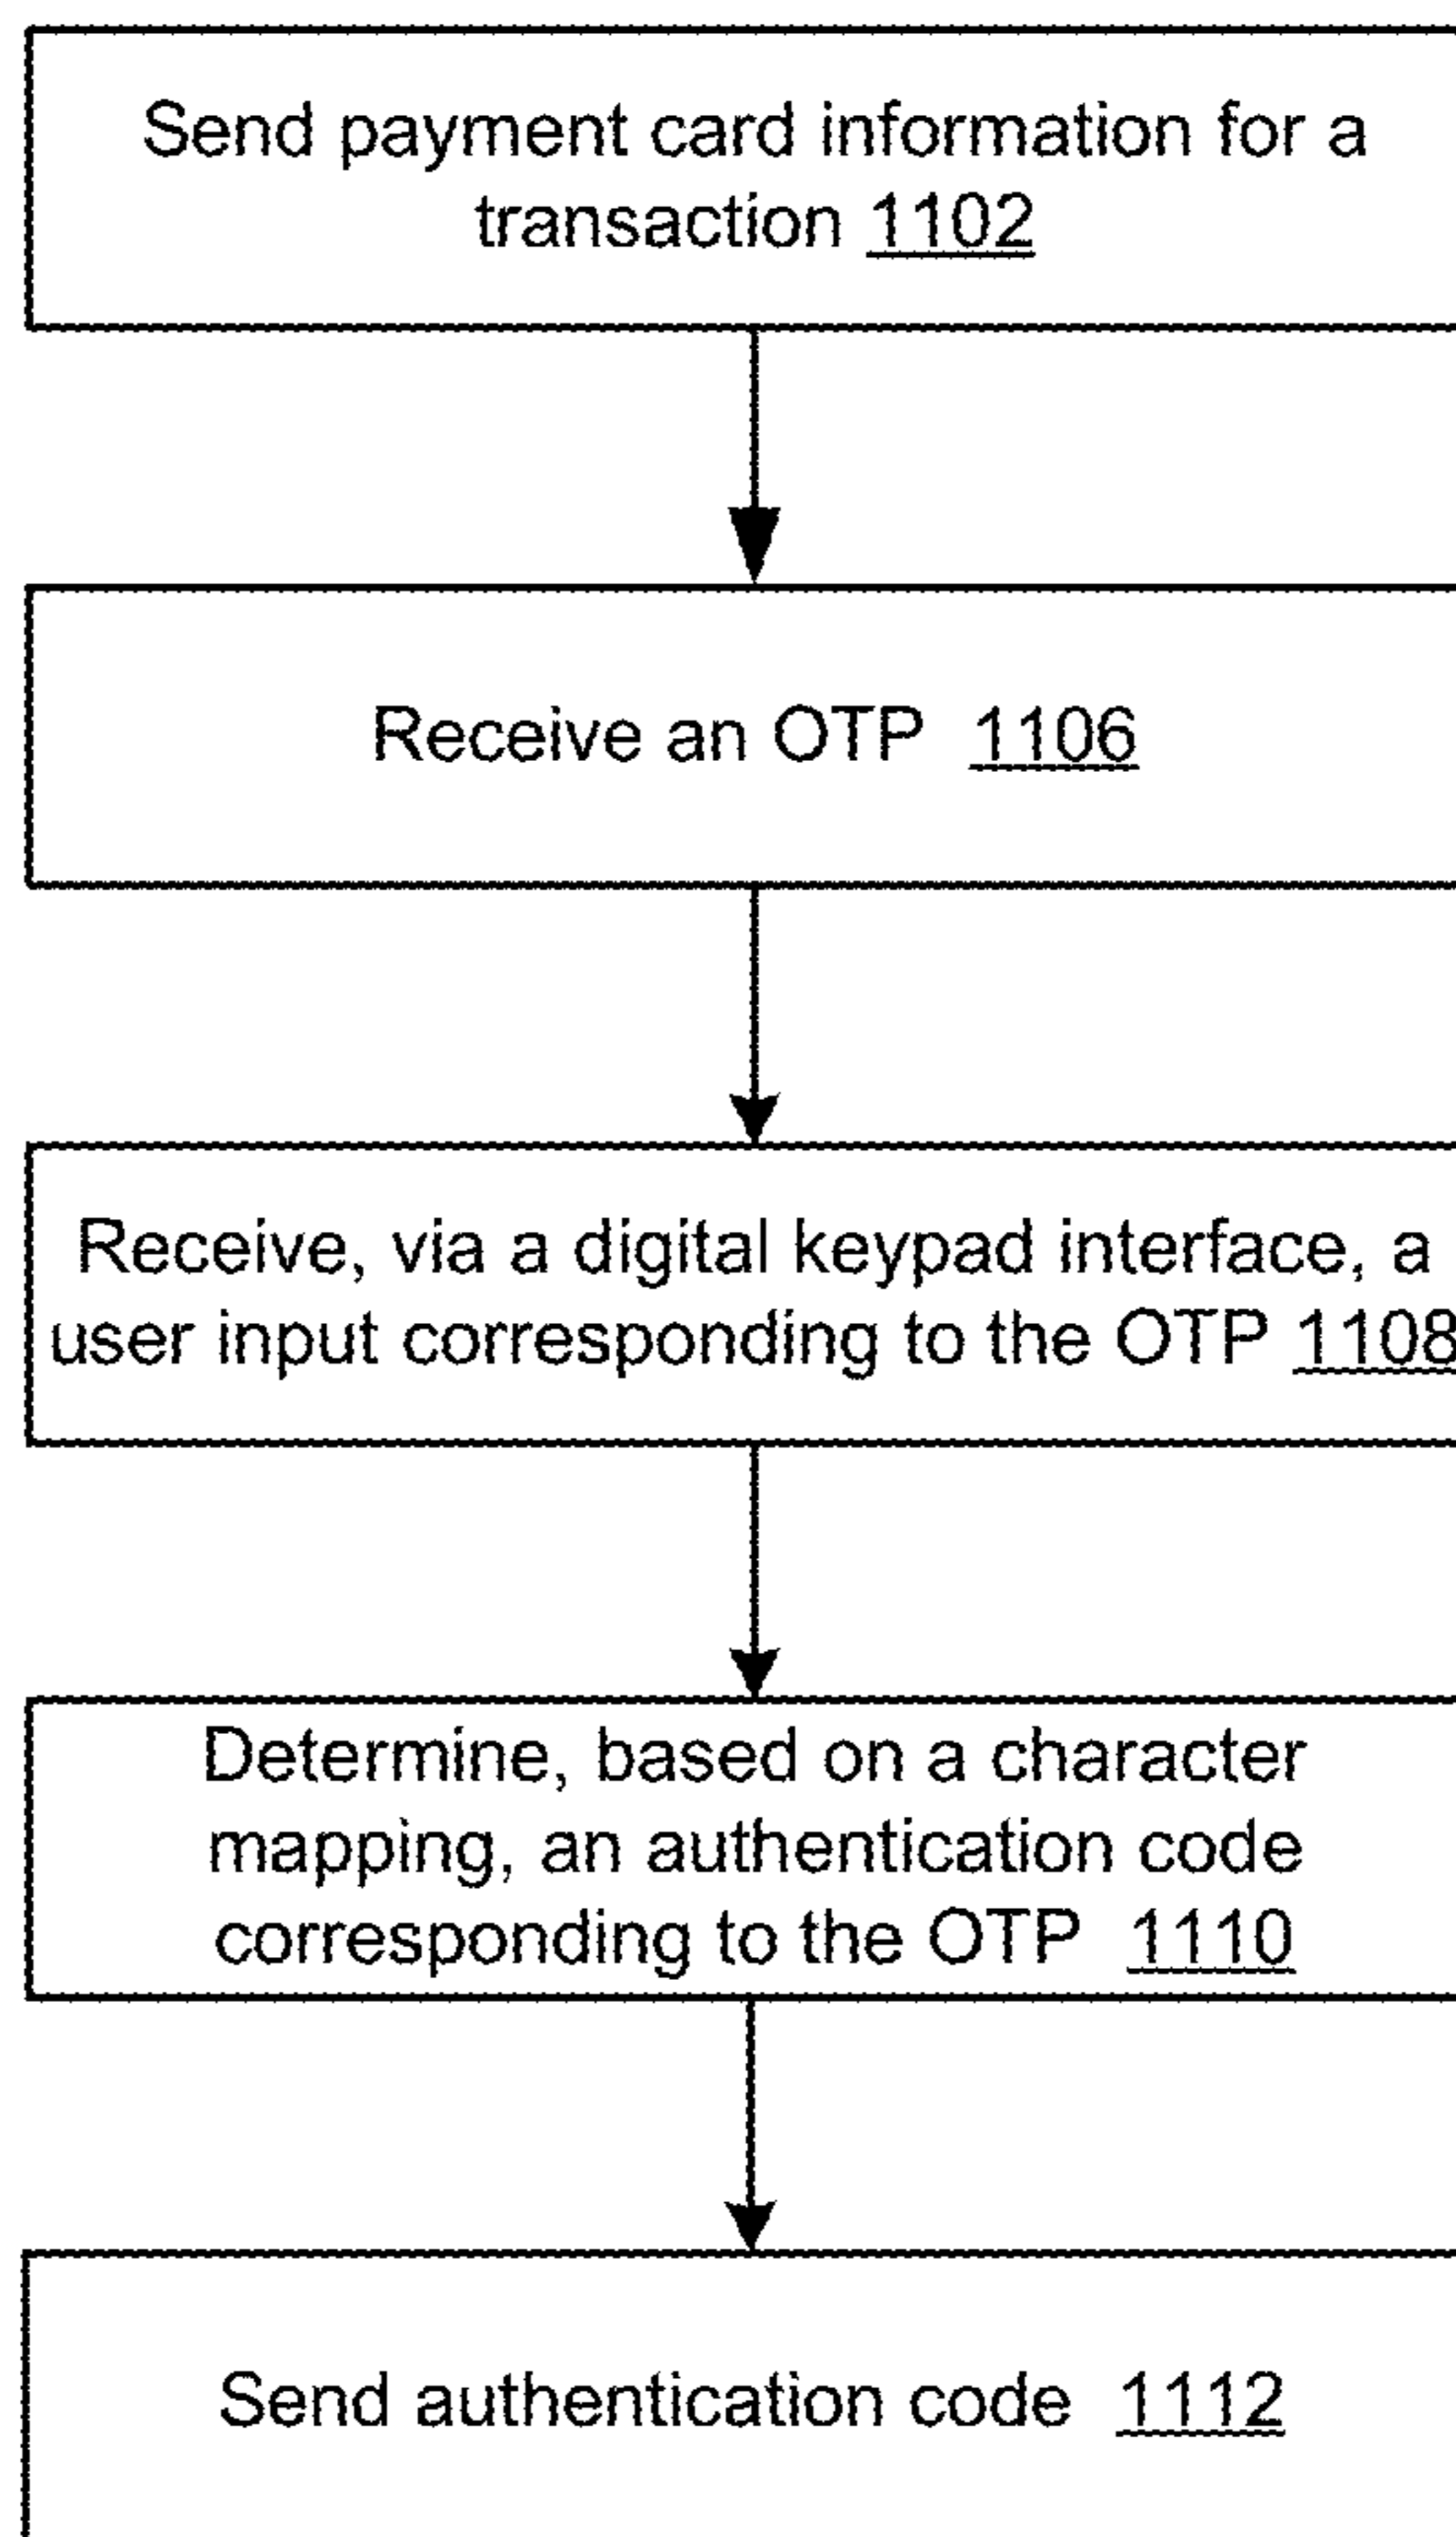 Send payment card information for a
transaction 1102
Receive an OTP 1106
Receive, via a digital keypad interface, a
user input corresponding to the OTP 1108
Determine, based on a character
mapping, an authentication code
corresponding to the OTP 1110
Send authentication code 1112